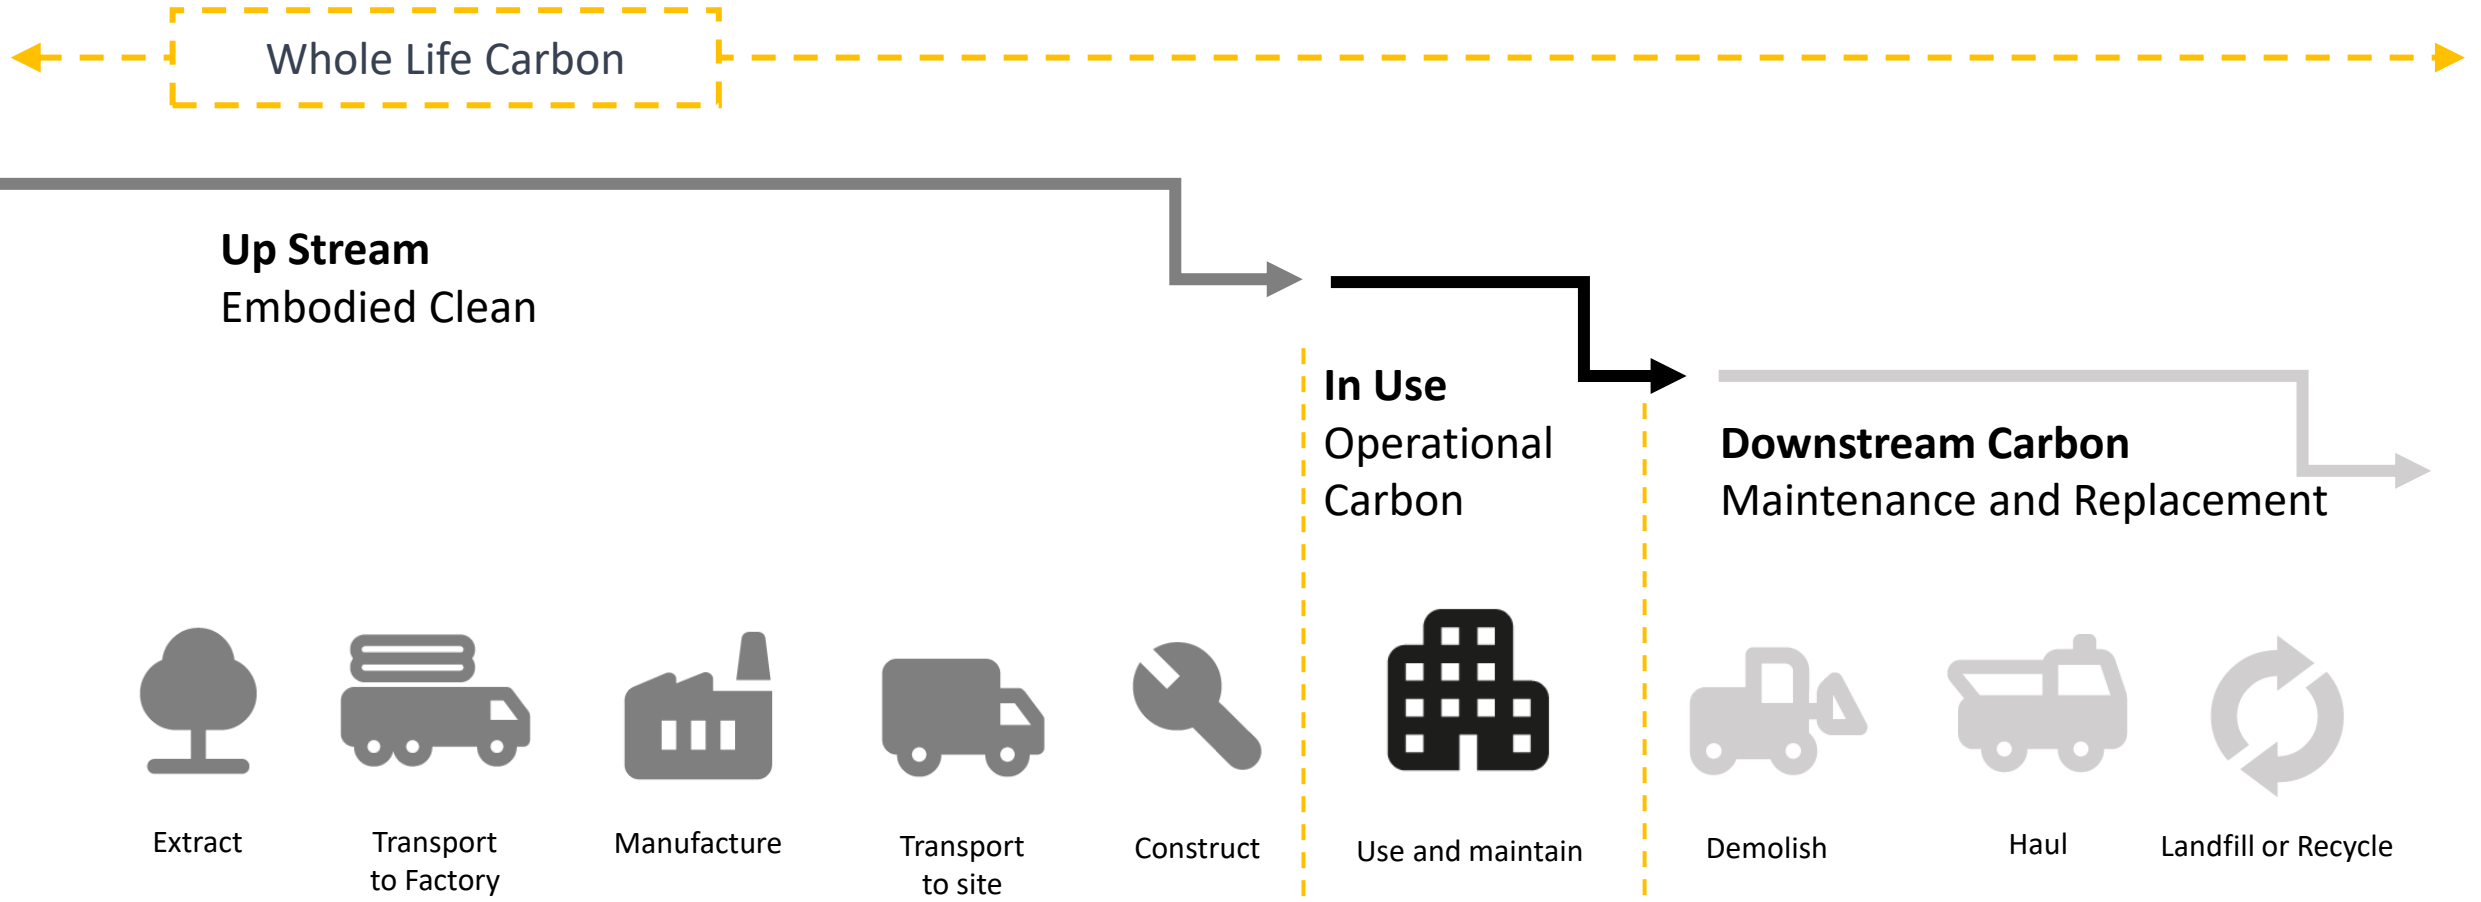 Whole Life Carbon
Up Stream
Embodied Clean
In Use
Operational
Carbon
Downstream Carbon
Maintenance and Replacement
Extract
Transport
to Factory
Manufacture
Transport
to site
Construct
Use and maintain
Demolish
Haul
Landfill or Recycle